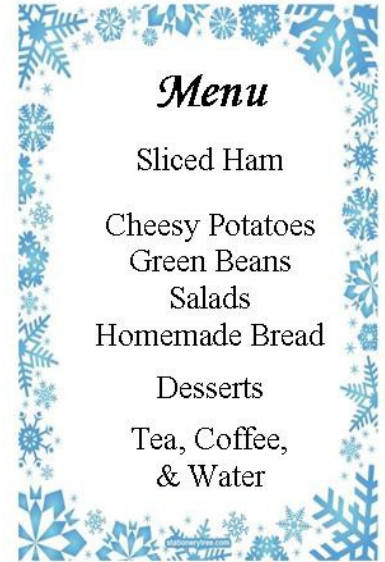 Menu
Sliced Ham
Cheesy Potatoes
Green Beans
Salads
Homemade Bread
Desserts
Tea, Coffee,
& Water
stationerytree.com